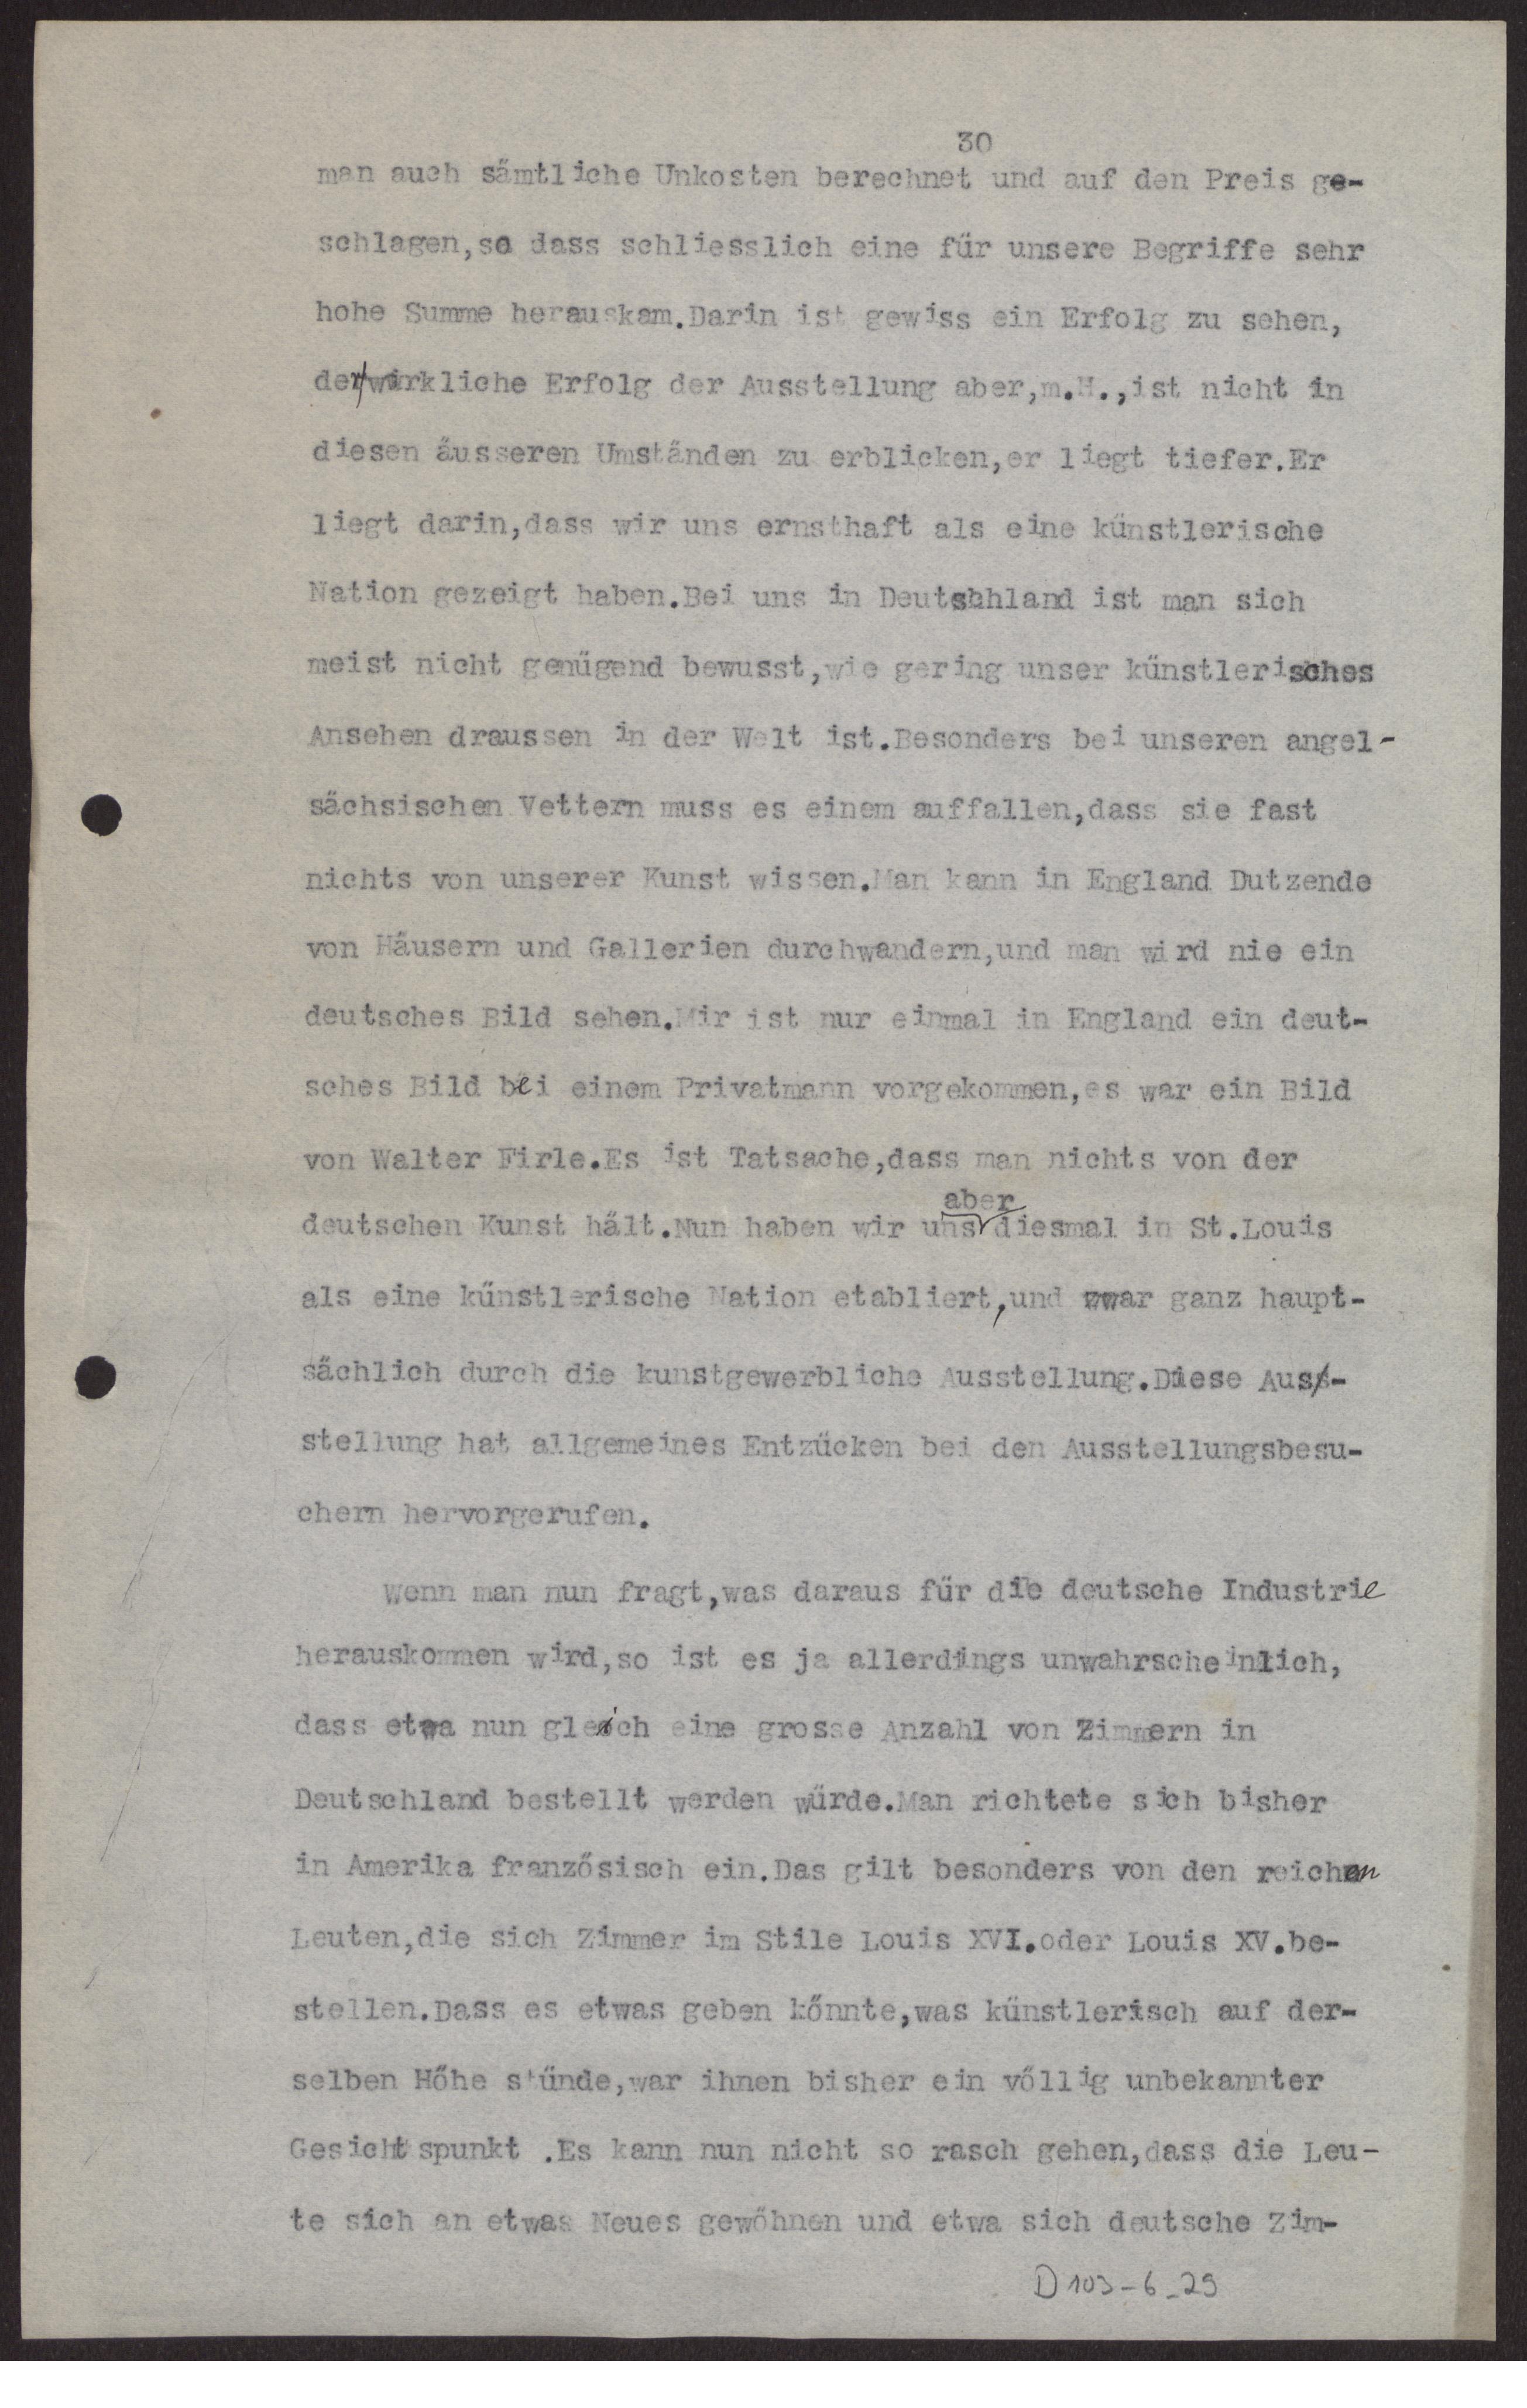 30
man auch sämtliche Unkosten berechnet und auf den Preis ge-
schlagen,so dass schliesslich eine für unsere Begriffe sehr
hohe Summe herauskam.Darin ist gewiss ein Erfolg zu sehen,
der wirkliche Erfolg der Ausstellung aber,m.H.,ist nicht in
diesen äusseren Umständen zu erblicken,er liegt tiefer.Er
liegt darin,dass wir uns ernsthaft als eine künstlerische
Nation gezeigt haben.Bei uns in Deutschland ist man sich
meist nicht genügend bewusst,wie gering unser künstlerisches
Ansehen draussen in der Welt ist.Besonders bei unseren angel-
sächsischen Vettern muss es einem auffallen,dass sie fast
nichts von unserer Kunst wissen.Man kann in England Dutzende
von Häusern und Gallerien durchwandern,und man wird nie ein
deutsches Bild sehen.Mir ist nur einmal in England ein deut-
sches Bild bei einem Privatmann vorgekommen,es war ein Bild
von Walter Firle.Es ist Tatsache,dass man nichts von der
aber
deutschen Kunst hält.Nun haben wir uns diesmal in St.Louis
als eine künstlerische Nation etabliert,und zwar ganz haupt-
sächlich durch die kunstgewerbliche Ausstellung.Diese Aus-
stellung hat allgemeines Entzücken bei den Ausstellungsbesu-
chern hervorgerufen.
Wenn man nun fragt,was daraus für die deutsche Industrie
herauskommen wird,so ist es ja allerdings unwahrscheinlich,
dass etwa nun gleich eine grosse Anzahl von Zimmern in
Deutschland bestellt werden würde.Man richtete sich bisher
in Amerika französisch ein.Das gilt besonders von den reichen
Leuten,die sich Zimmer im Stile Louis XVI.oder Louis XV.be-
stellen.Dass es etwas geben könnte,was künstlerisch auf der-
selben Höhe stünde,war ihnen bisher ein völlig unbekannter
Gesichtspunkt .Es kann nun nicht so rasch gehen,dass die Leu-
te sich an etwas Neues gewöhnen und etwa sich deutsche Zim-
D 103-6-29